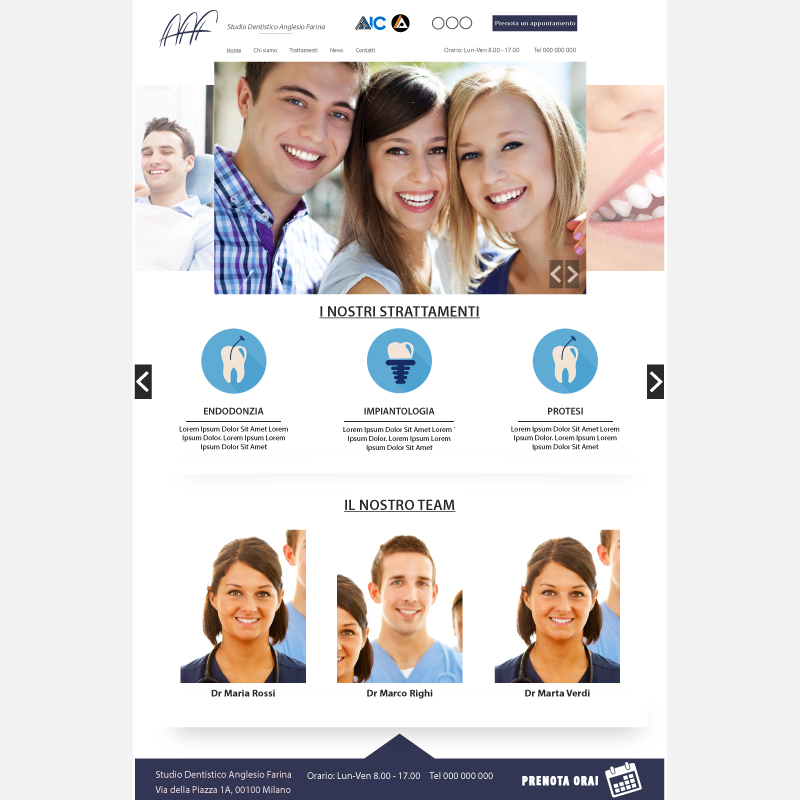 Studio Dentistico Anglesio Farina
AIC
Prenota un appuntamento
Home Chi siamo Trattamenti News Contatti
Orario: Lun-Ven 8.00 - 17.00 Tel 000 000 000
I NOSTRI STRATTAMENTI
ENDODONZIA
Lorem Ipsum Dolor Sit Amet Lorem
Ipsum Dolor. Lorem Ipsum Lorem
Ipsum Dolor Sit Amet
IMPIANTOLOGIA
Lorem Ipsum Dolor Sit Amet Lorem
Ipsum Dolor. Lorem Ipsum Lorem
Ipsum Dolor Sit Amet
PROTESI
Lorem Ipsum Dolor Sit Amet Lorem
Ipsum Dolor. Lorem Ipsum Lorem
Ipsum Dolor Sit Amet
IL NOSTRO TEAM
Dr Maria Rossi
Dr Marco Righi
Dr Marta Verdi
Studio Dentistico Anglesio Farina
Via della Piazza 1A, 00100 Milano
Orario: Lun-Ven 8.00 - 17.00 Tel 000 000 000
PRENOTA ORA!